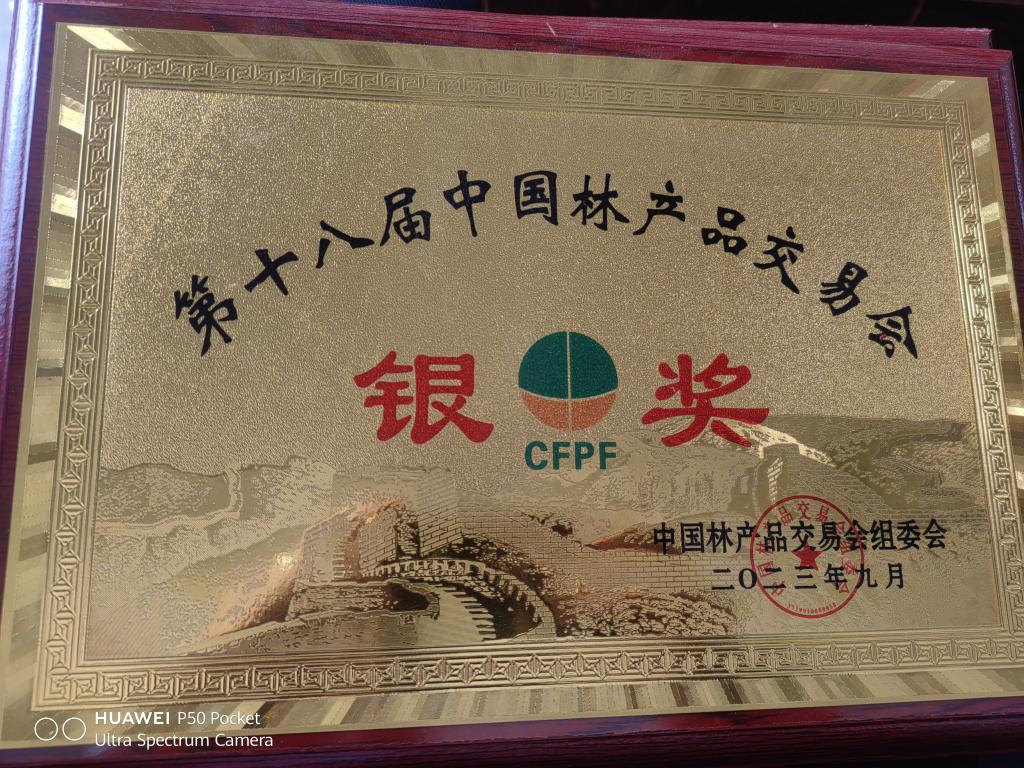 第十八届中国林产品交易会
银 奖
CFPF
中国林产品交易会组委会
二〇二三年九月
HUAWEI P50 Pocket
Ultra Spectrum Camera